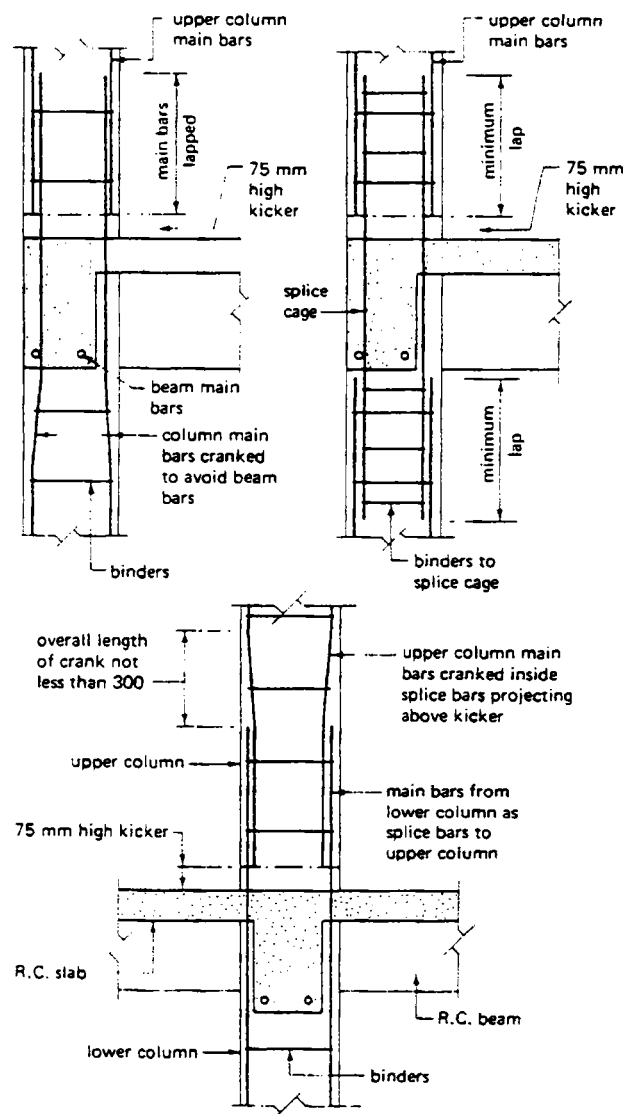 upper column
main bars
main bars
lapped
75 mm
high
kicker
beam main
bars
column main
bars cranked
to avoid beam
bars
binders
upper column
main bars
minimum
lap
75 mm
high
kicker
splice
cage
minimum
lap
binders to
splice cage
overall length
of crank not
less than 300
upper column main
bars cranked inside
splice bars projecting
above kicker
upper column
main bars from
lower column as
splice bars to
upper column
75 mm high kicker
R.C. slab
R.C. beam
lower column
binders